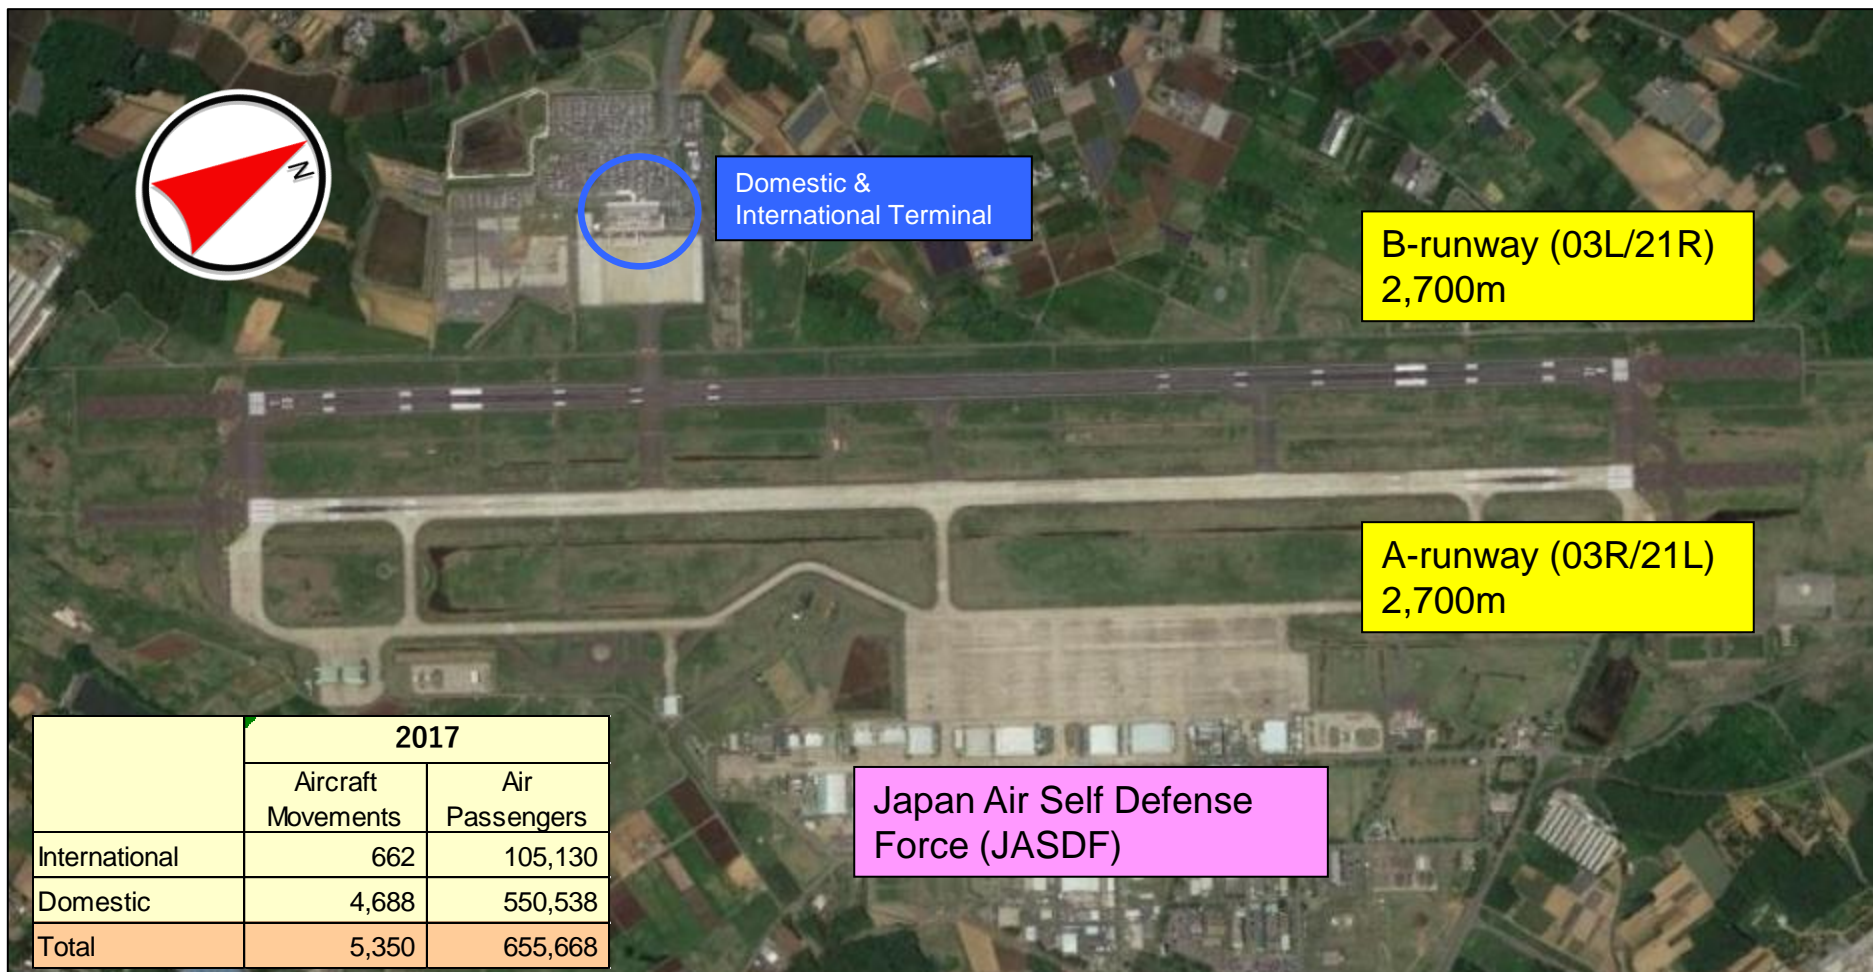 N
Domestic &
International Terminal
B-runway (03L/21R)
2,700m
A-runway (03R/21L)
2,700m
Japan Air Self Defense
Force (JASDF)
2017
Aircraft
Movements
Air
Passengers
International 662 105,130
Domestic 4,688 550,538
Total 5,350 655,668